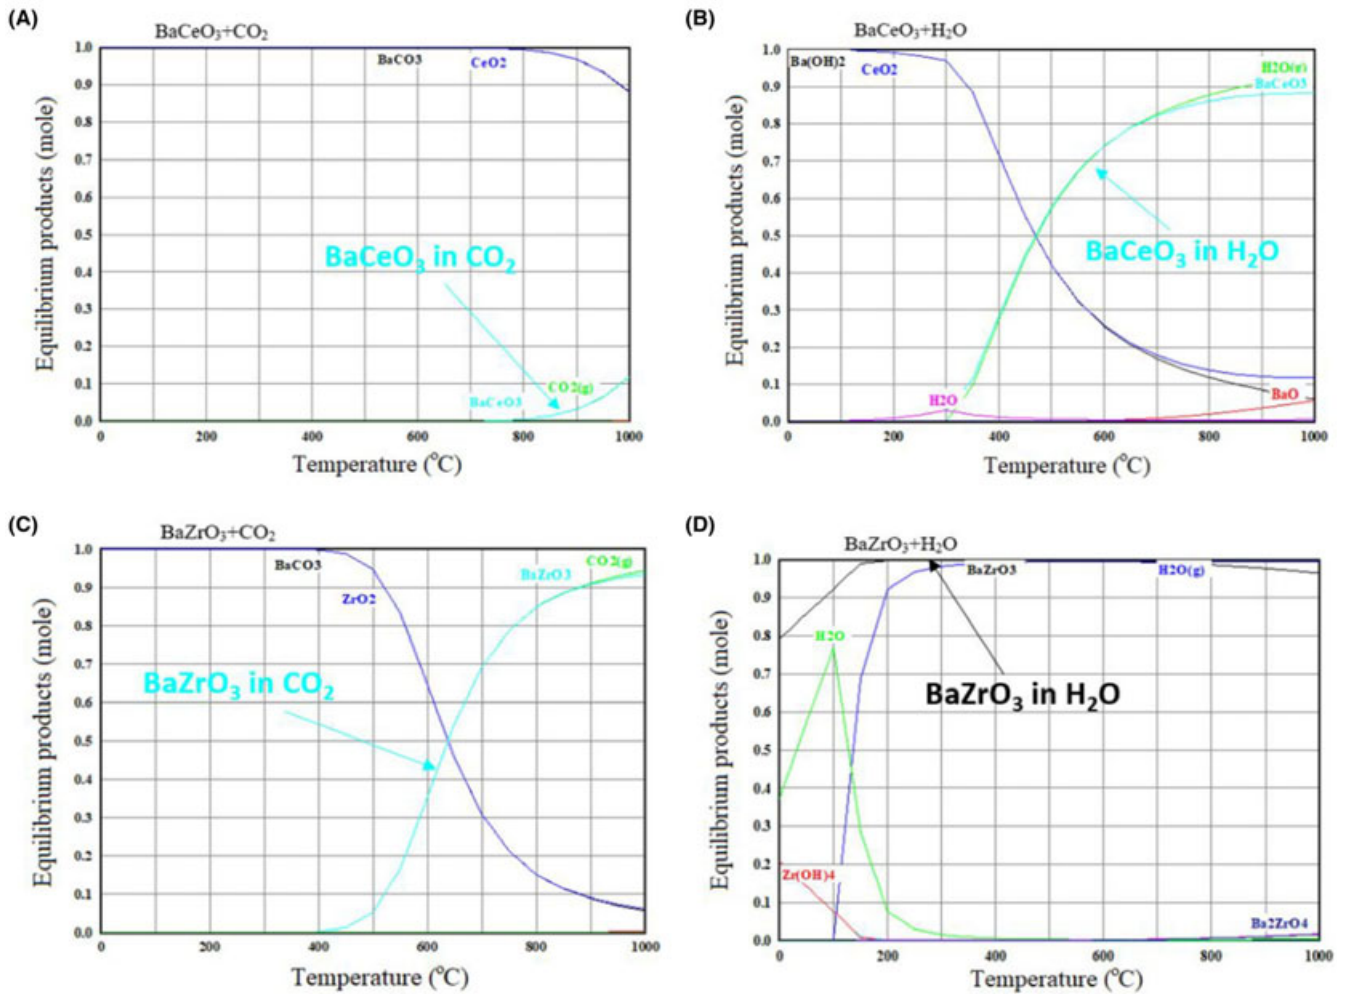 (A)
BaCeO₃+CO₂
1.0
0.9
0.8
0.7
0.6
0.5
0.4
0.3
0.2
0.1
0.0
Equilibrium products (mole)
BaCO3
CeO2
BaCeO₃ in CO₂
CO2(g)
BaCeO3
0 200 400 600 800 1000
Temperature (°C)
(B)
BaCeO₃+H₂O
1.0
0.9
0.8
0.7
0.6
0.5
0.4
0.3
0.2
0.1
0.0
Equilibrium products (mole)
Ba(OH)2
CeO2
H2O(g)
BaCeO3
BaCeO₃ in H₂O
H2O
BaO
0 200 400 600 800 1000
Temperature (°C)
(C)
BaZrO₃+CO₂
1.0
0.9
0.8
0.7
0.6
0.5
0.4
0.3
0.2
0.1
0.0
Equilibrium products (mole)
BaCO3
ZrO2
CO2(g)
BaZrO3
BaZrO₃ in CO₂
0 200 400 600 800 1000
Temperature (°C)
(D)
BaZrO₃+H₂O
1.0
0.9
0.8
0.7
0.6
0.5
0.4
0.3
0.2
0.1
0.0
Equilibrium products (mole)
BaZrO3
H2O(g)
H2O
BaZrO₃ in H₂O
Zr(OH)4
Ba2ZrO4
0 200 400 600 800 1000
Temperature (°C)